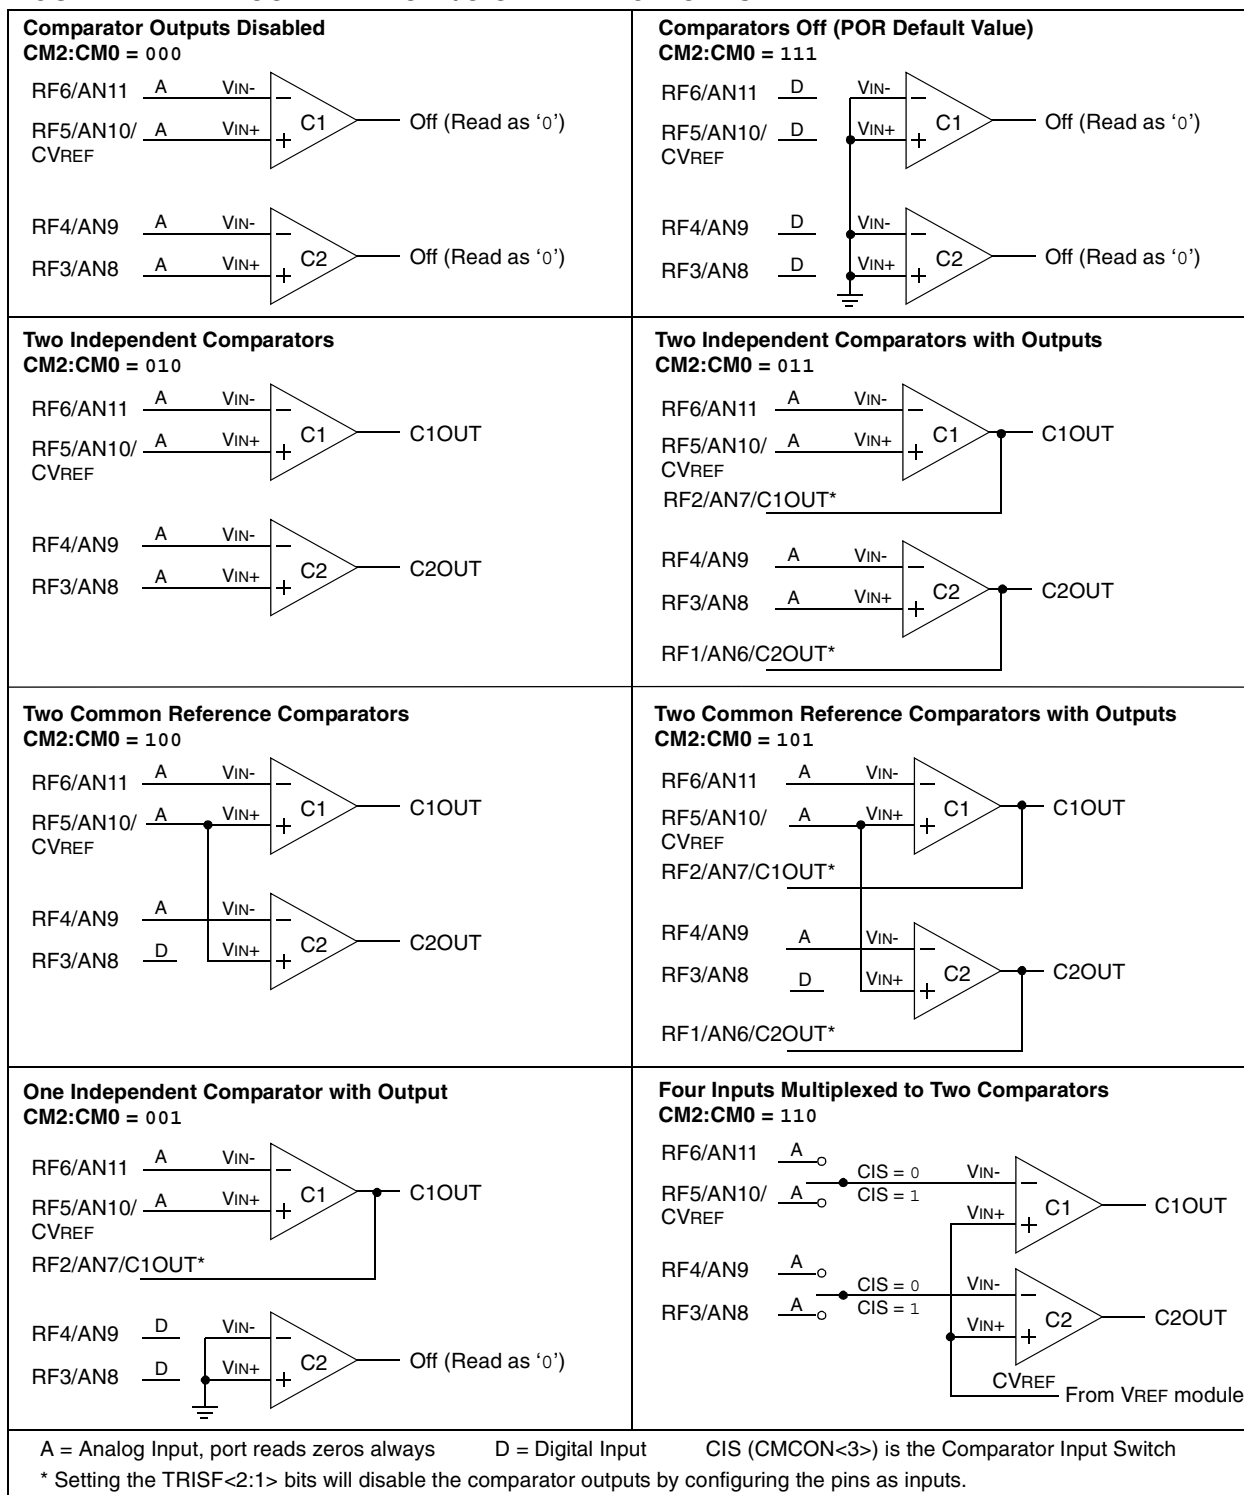 Comparator Outputs Disabled
CM2:CM0 = 000
RF6/AN11 A VIN-
RF5/AN10/ A VIN+
CVREF
C1
Off (Read as ‘0’)
RF4/AN9 A VIN-
RF3/AN8 A VIN+
C2
Off (Read as ‘0’)
Comparators Off (POR Default Value)
CM2:CM0 = 111
RF6/AN11 D VIN-
RF5/AN10/ D VIN+
CVREF
C1
Off (Read as ‘0’)
RF4/AN9 D VIN-
RF3/AN8 D VIN+
C2
Off (Read as ‘0’)
Two Independent Comparators
CM2:CM0 = 010
RF6/AN11 A VIN-
RF5/AN10/ A VIN+
CVREF
C1
C1OUT
RF4/AN9 A VIN-
RF3/AN8 A VIN+
C2
C2OUT
Two Independent Comparators with Outputs
CM2:CM0 = 011
RF6/AN11 A VIN-
RF5/AN10/ A VIN+
CVREF
C1
C1OUT
RF2/AN7/C1OUT*
RF4/AN9 A VIN-
RF3/AN8 A VIN+
C2
C2OUT
RF1/AN6/C2OUT*
Two Common Reference Comparators
CM2:CM0 = 100
RF6/AN11 A VIN-
RF5/AN10/ A VIN+
CVREF
C1
C1OUT
RF4/AN9 A VIN-
RF3/AN8 D VIN+
C2
C2OUT
Two Common Reference Comparators with Outputs
CM2:CM0 = 101
RF6/AN11 A VIN-
RF5/AN10/ A VIN+
CVREF
C1
C1OUT
RF2/AN7/C1OUT*
RF4/AN9 A VIN-
RF3/AN8 D VIN+
C2
C2OUT
RF1/AN6/C2OUT*
One Independent Comparator with Output
CM2:CM0 = 001
RF6/AN11 A VIN-
RF5/AN10/ A VIN+
CVREF
C1
C1OUT
RF2/AN7/C1OUT*
RF4/AN9 D VIN-
RF3/AN8 D VIN+
C2
Off (Read as ‘0’)
Four Inputs Multiplexed to Two Comparators
CM2:CM0 = 110
RF6/AN11 A
CIS = 0 VIN-
RF5/AN10/ A CIS = 1
CVREF
VIN+
C1
C1OUT
RF4/AN9 A
CIS = 0 VIN-
RF3/AN8 A CIS = 1
VIN+
C2
C2OUT
CVREF
From VREF module
A = Analog Input, port reads zeros always D = Digital Input CIS (CMCON<3>) is the Comparator Input Switch
* Setting the TRISF<2:1> bits will disable the comparator outputs by configuring the pins as inputs.